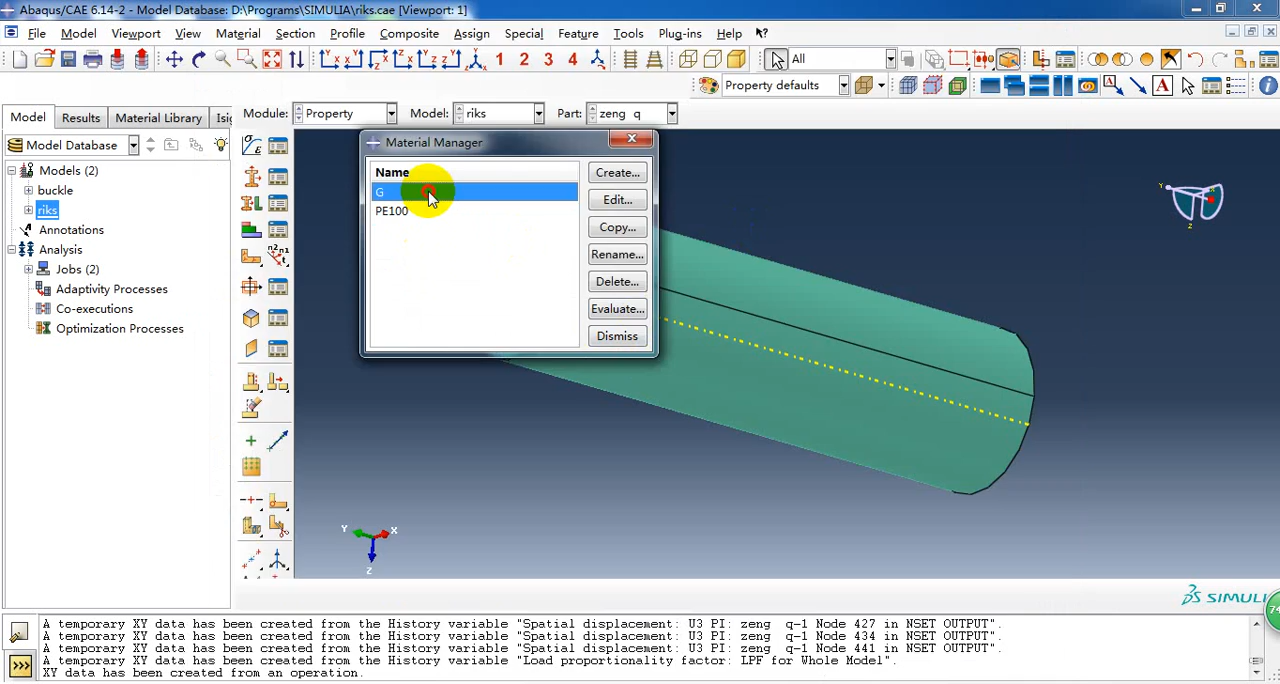 Abaqus/CAE 6.14-2 - Model Database: D:\Programs\SIMULIA\riks.cae [Viewport: 1]
File Model Viewport View Material Section Profile Composite Assign Special Feature Tools Plug-ins Help
1 2 3 4 All
Property defaults A
Model Results Material Library Module: Property Model: riks Part: zeng q
Model Database
Models (2)
buckle
riks
Annotations
Analysis
Jobs (2)
Adaptivity Processes
Co-executions
Optimization Processes
Material Manager
Name
G
PE100
Create...
Edit...
Copy...
Rename...
Delete...
Evaluate...
Dismiss
Y X Z
Y X Z
SIMULI
A temporary XY data has been created from the History variable "Spatial displacement: U3 PI: zeng q-1 Node 427 in NSET OUTPUT".
A temporary XY data has been created from the History variable "Spatial displacement: U3 PI: zeng q-1 Node 434 in NSET OUTPUT".
A temporary XY data has been created from the History variable "Spatial displacement: U3 PI: zeng q-1 Node 441 in NSET OUTPUT".
A temporary XY data has been created from the History variable "Load proportionality factor: LPF for Whole Model".
XY data has been created from an operation.
74
>>>